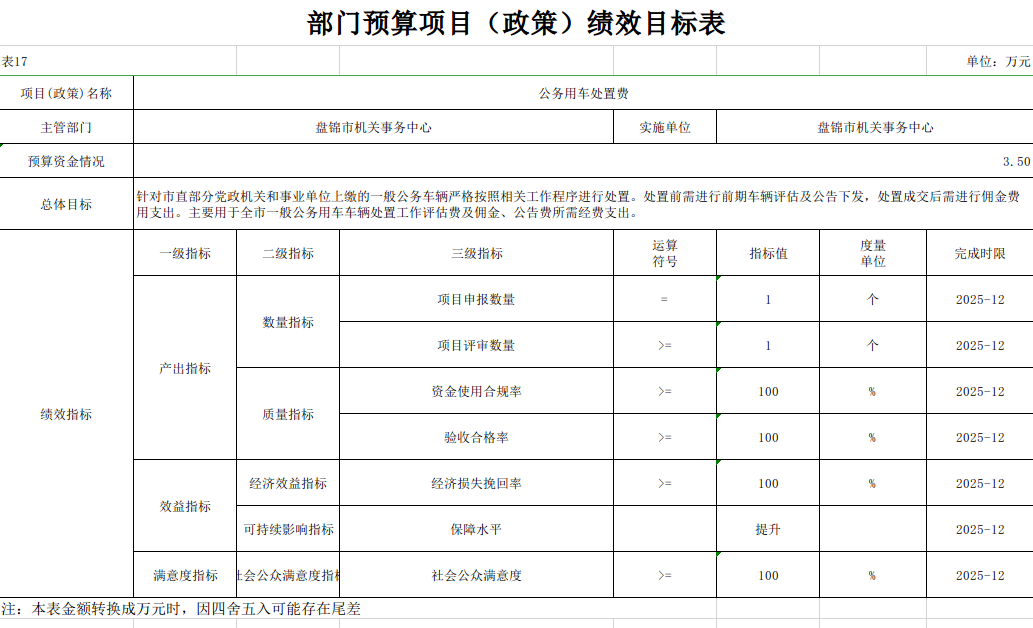 部门预算项目（政策）绩效目标表
表17 单位：万元
项目(政策)名称 公务用车处置费
主管部门 盘锦市机关事务中心 实施单位 盘锦市机关事务中心
预算资金情况 3.50
总体目标 针对市直部分党政机关和事业单位上缴的一般公务车辆严格按照相关工作程序进行处置。处置前需进行前期车辆评估及公告下发，处置成交后需进行佣金费
用支出。主要用于全市一般公务用车车辆处置工作评估费及佣金、公告费所需经费支出。
绩效指标
一级指标 二级指标 三级指标 运算
符号 指标值 度量
单位 完成时限
产出指标 数量指标 项目申报数量 = 1 个 2025-12
项目评审数量 >= 1 个 2025-12
质量指标 资金使用合规率 >= 100 % 2025-12
验收合格率 >= 100 % 2025-12
效益指标 经济效益指标 经济损失挽回率 >= 100 % 2025-12
可持续影响指标 保障水平 提升 2025-12
满意度指标 社会公众满意度指标 社会公众满意度 >= 100 % 2025-12
注：本表金额转换成万元时，因四舍五入可能存在尾差